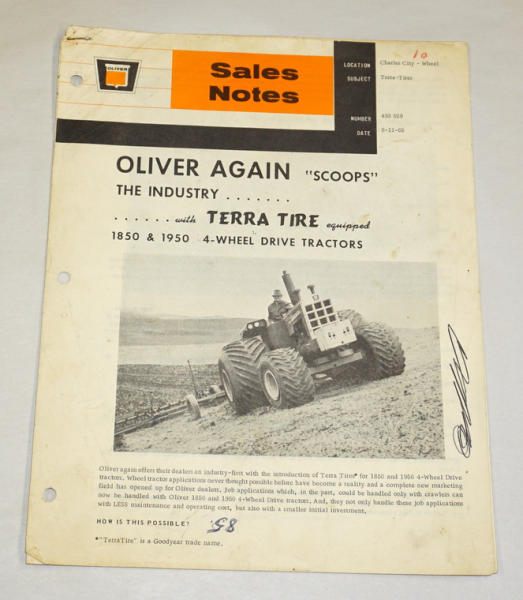 OLIVER
Sales
Notes
LOCATION Charles City - Wheel
SUBJECT Terra-Tires
NUMBER
DATE
10
OLIVER AGAIN "SCOOPS"
THE INDUSTRY . . . . . . .
. . . . . . with TERRA TIRE equipped
1850 & 1950 4-WHEEL DRIVE TRACTORS
Oliver again offers their dealers an industry-first with the introduction of Terra Tires* for 1850 and 1950 4-Wheel Drive
tractors. Wheel tractor applications never thought possible before have become a reality and a complete new marketing
field has opened up for Oliver dealers. Job applications which, in the past, could be handled only with crawlers can
now be handled with Oliver 1850 and 1950 4-Wheel Drive tractors. And, they not only handle these job applications
with LESS maintenance and operating cost, but also with a smaller initial investment.
HOW IS THIS POSSIBLE?
85
*"TerraTire" is a Goodyear trade name.